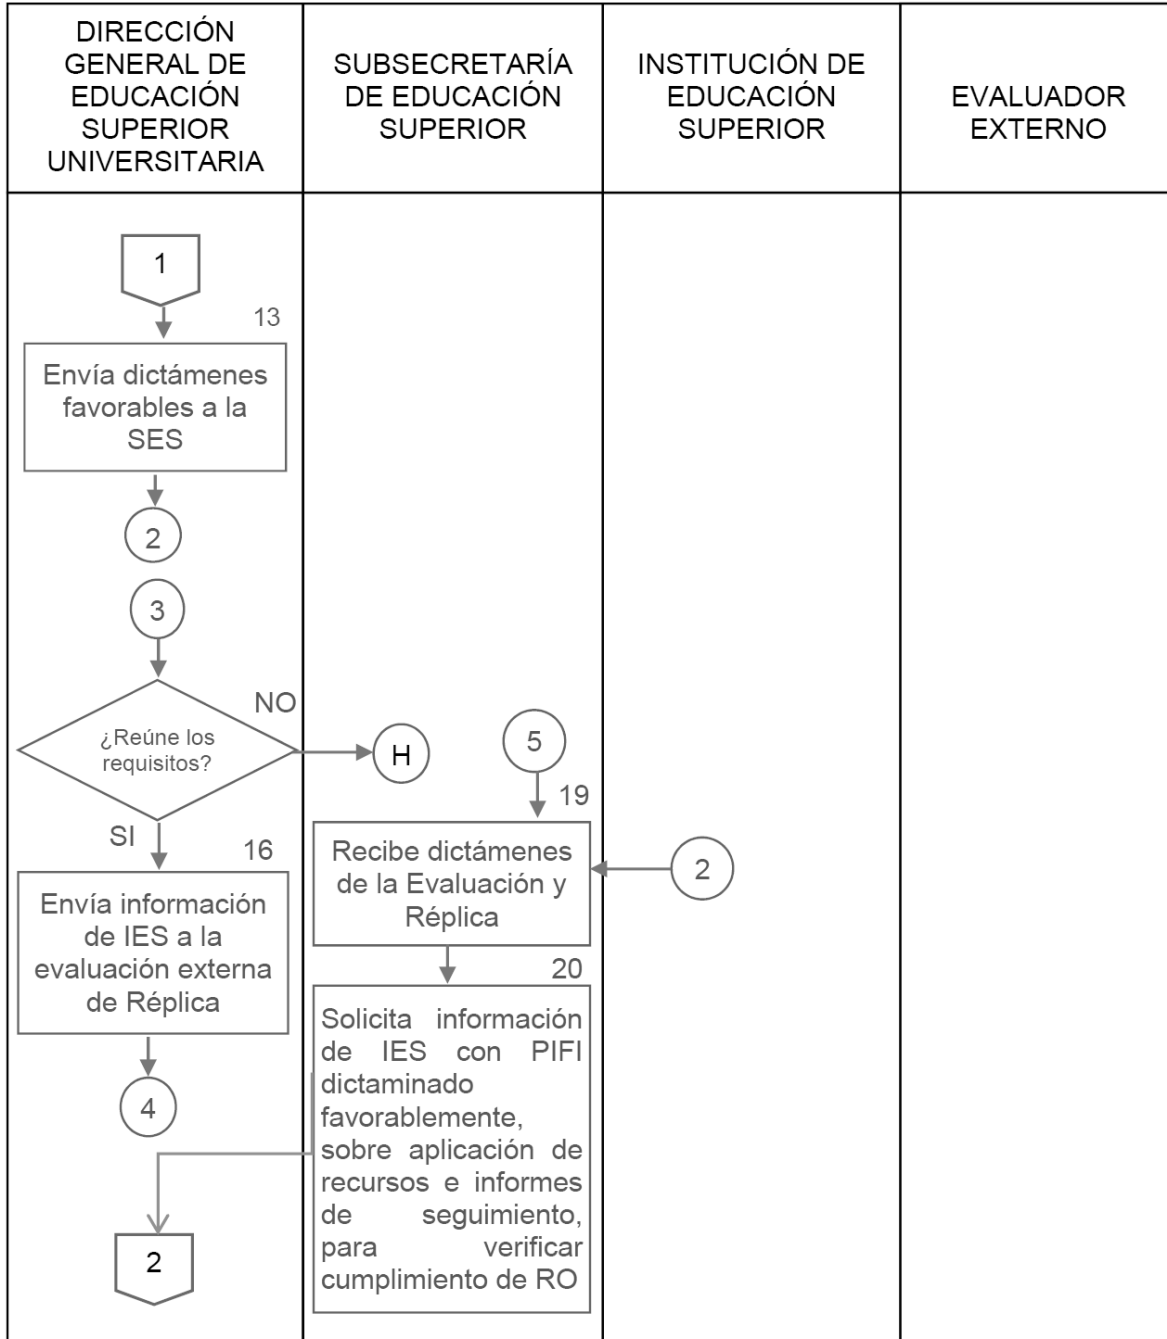 DIRECCIÓN
GENERAL DE
EDUCACIÓN
SUPERIOR
UNIVERSITARIA
SUBSECRETARÍA
DE EDUCACIÓN
SUPERIOR
INSTITUCIÓN DE
EDUCACIÓN
SUPERIOR
EVALUADOR
EXTERNO
1
13
Envía dictámenes
favorables a la
SES
2
3
NO
¿Reúne los
requisitos?
SI
16
Envía información
de IES a la
evaluación externa
de Réplica
4
2
H
5
19
Recibe dictámenes
de la Evaluación y
Réplica
20
Solicita información
de IES con PIFI
dictaminado
favorablemente,
sobre aplicación de
recursos e informes
de seguimiento,
para verificar
cumplimiento de RO
2